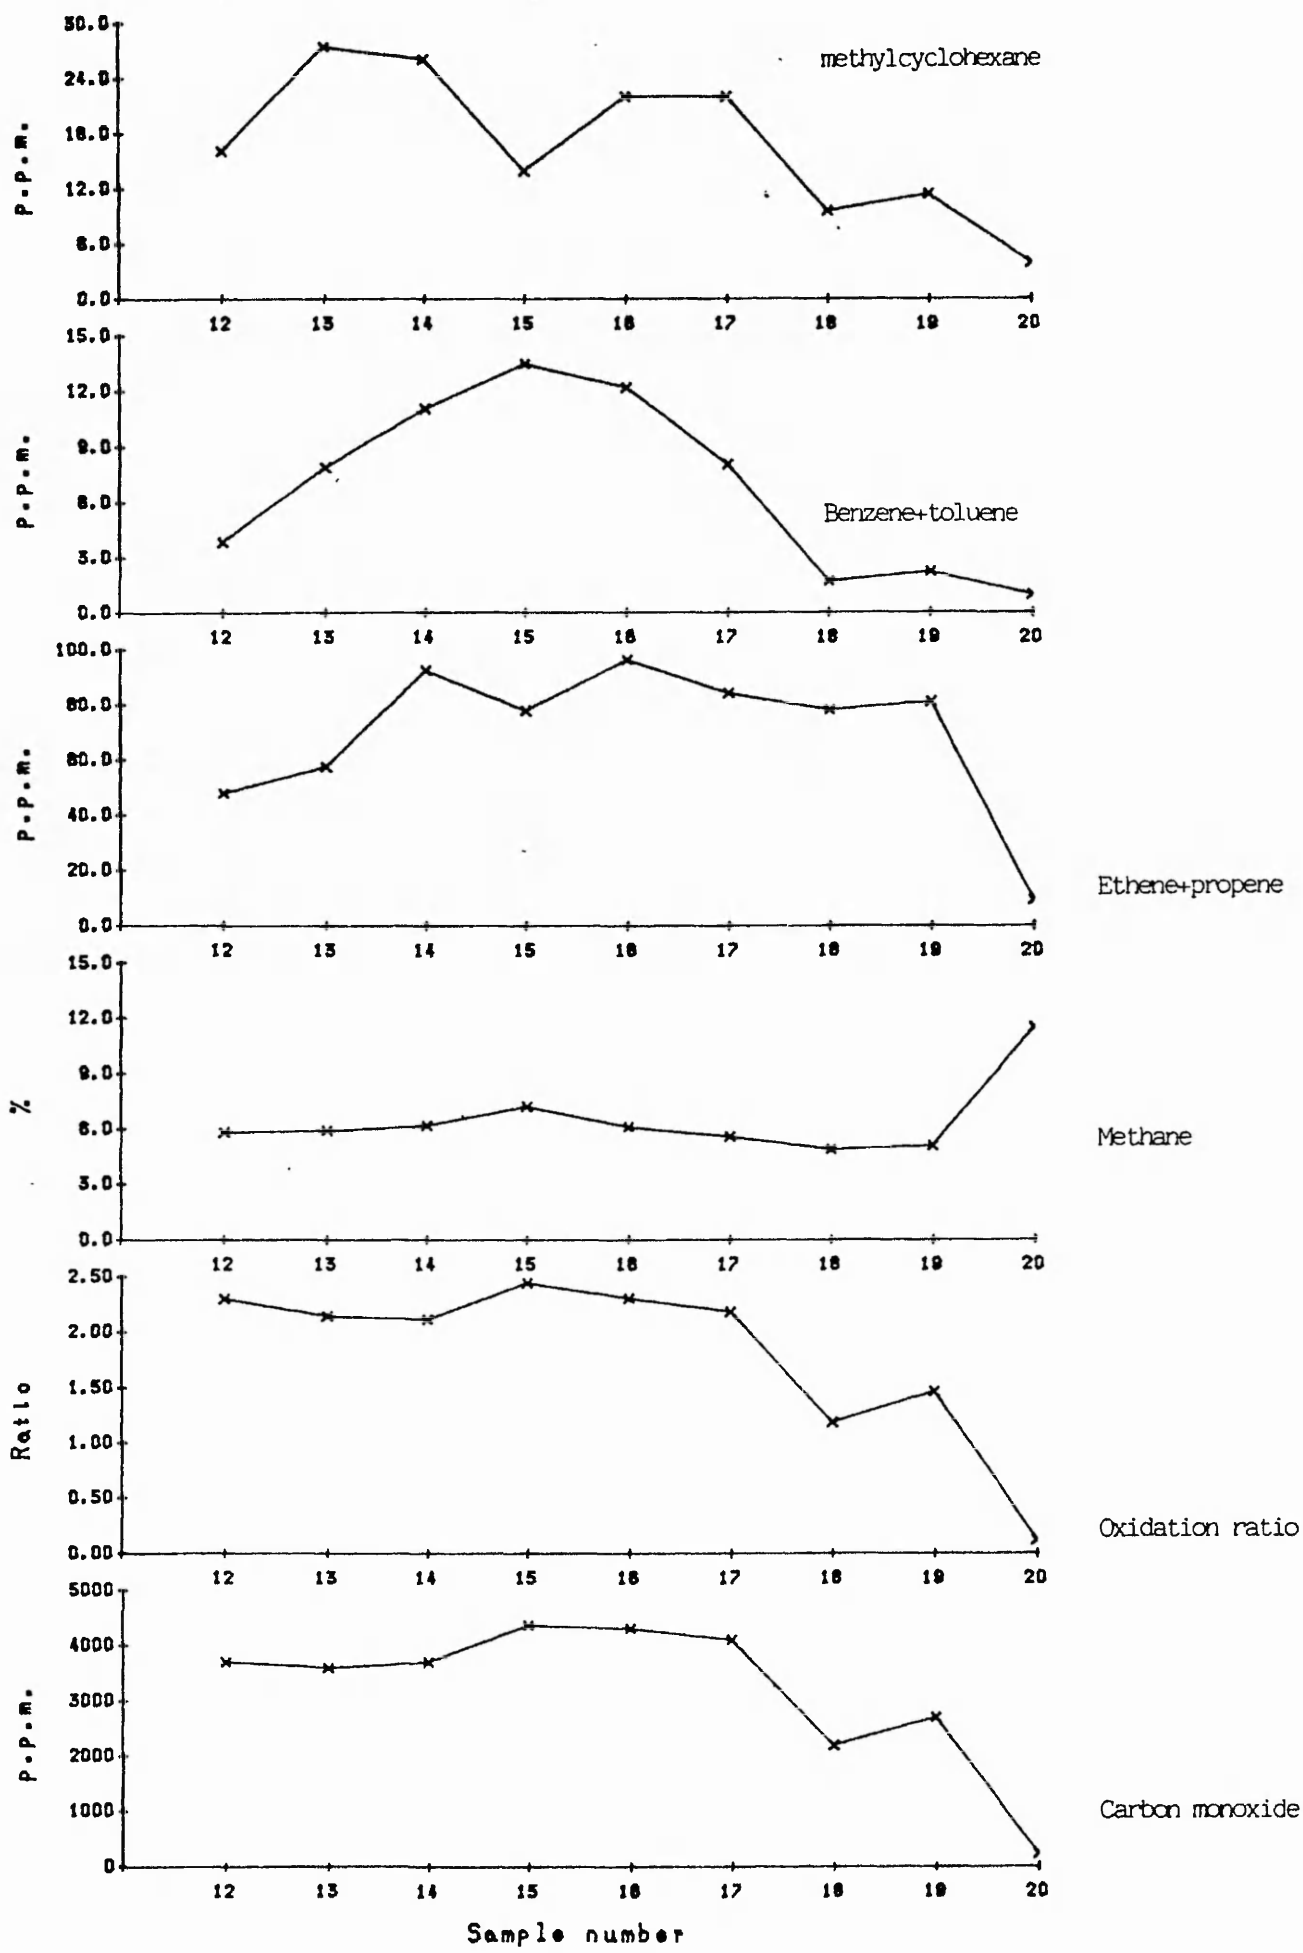 30.0
methylcyclohexane
24.0
18.0
12.0
6.0
0.0
P.P.m.
12 13 14 15 16 17 18 19 20
15.0
12.0
9.0
6.0
Benzene+toluene
3.0
0.0
P.P.m.
12 13 14 15 16 17 18 19 20
100.0
80.0
60.0
40.0
20.0
Ethene+propene
0.0
P.P.m.
12 13 14 15 16 17 18 19 20
15.0
12.0
9.0
6.0
Methane
3.0
0.0
%
12 13 14 15 16 17 18 19 20
2.50
2.00
1.50
1.00
0.50
Oxidation ratio
0.00
Ratio
12 13 14 15 16 17 18 19 20
5000
4000
3000
2000
1000
Carbon monoxide
0
P.P.m.
12 13 14 15 16 17 18 19 20
Sample number